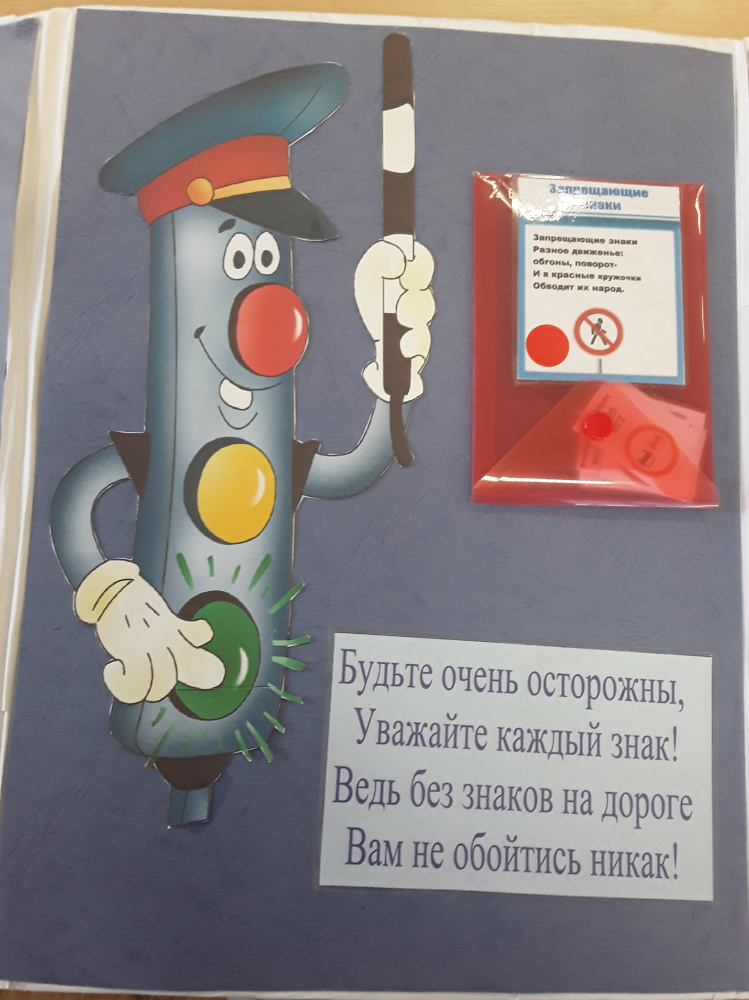 Запрещающие
знаки
Запрещающие знаки
Разное движенье:
обгоны, поворот-
И в красные кружочки
Обводит их народ.
Будьте очень осторожны,
Уважайте каждый знак!
Ведь без знаков на дороге
Вам не обойтись никак!